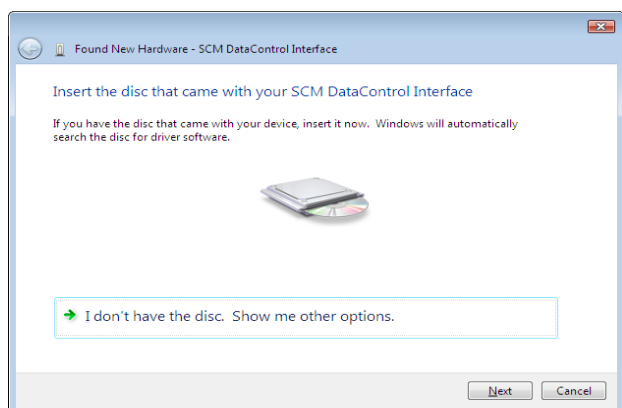 Found New Hardware - SCM DataControl Interface
Insert the disc that came with your SCM DataControl Interface
If you have the disc that came with your device, insert it now.  Windows will automatically
search the disc for driver software.
I don't have the disc.  Show me other options.
Next
Cancel